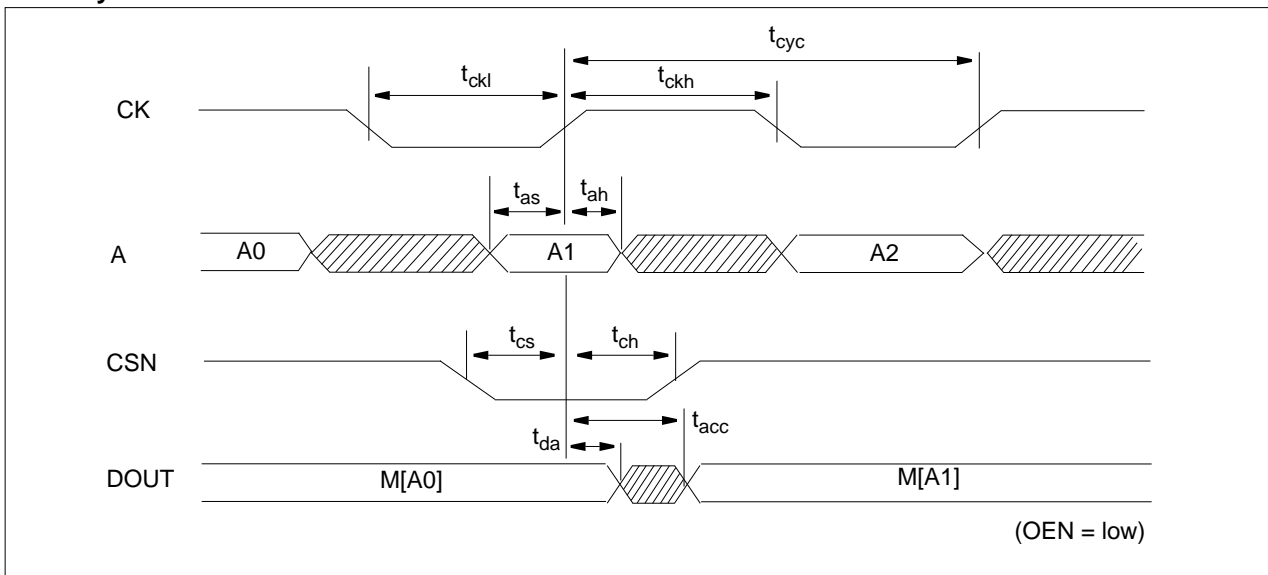 tcyc
tckl
tckh
CK
tas
tah
A
A0
A1
A2
tcs
tch
CSN
tacc
tda
DOUT
M[A0]
M[A1]
(OEN = low)